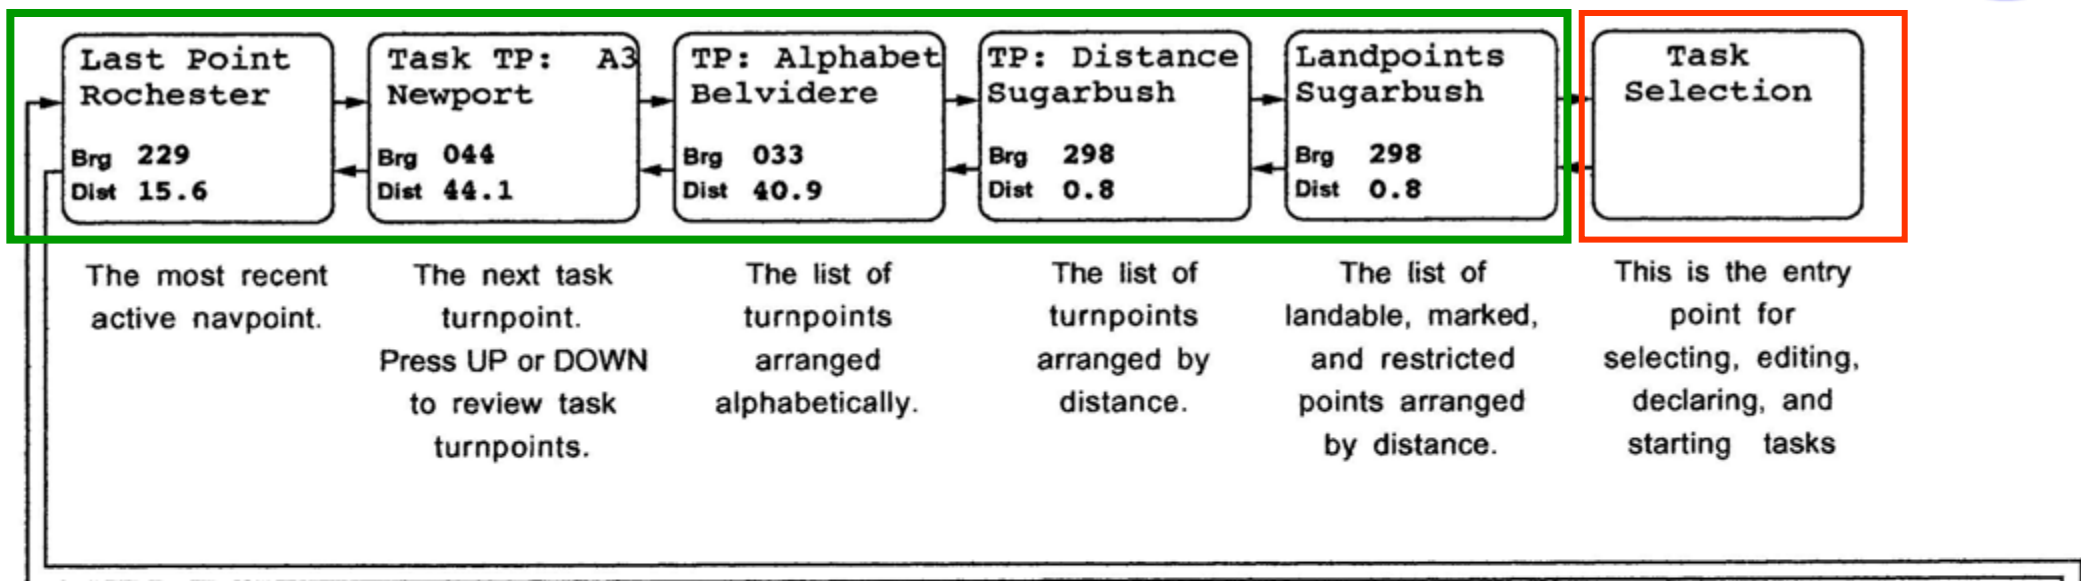 Last Point
Rochester
Brg 229
Dist 15.6
Task TP: A3
Newport
Brg 044
Dist 44.1
TP: Alphabet
Belvidere
Brg 033
Dist 40.9
TP: Distance
Sugarbush
Brg 298
Dist 0.8
Landpoints
Sugarbush
Brg 298
Dist 0.8
Task
Selection
The most recent
active navpoint.
The next task
turnpoint.
Press UP or DOWN
to review task
turnpoints.
The list of
turnpoints
arranged
alphabetically.
The list of
turnpoints
arranged by
distance.
The list of
landable, marked,
and restricted
points arranged
by distance.
This is the entry
point for
selecting, editing,
declaring, and
starting tasks